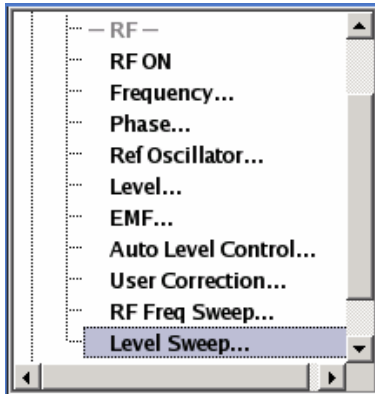 — RF —
RF ON
Frequency...
Phase...
Ref Oscillator...
Level...
EMF...
Auto Level Control...
User Correction...
RF Freq Sweep...
Level Sweep...